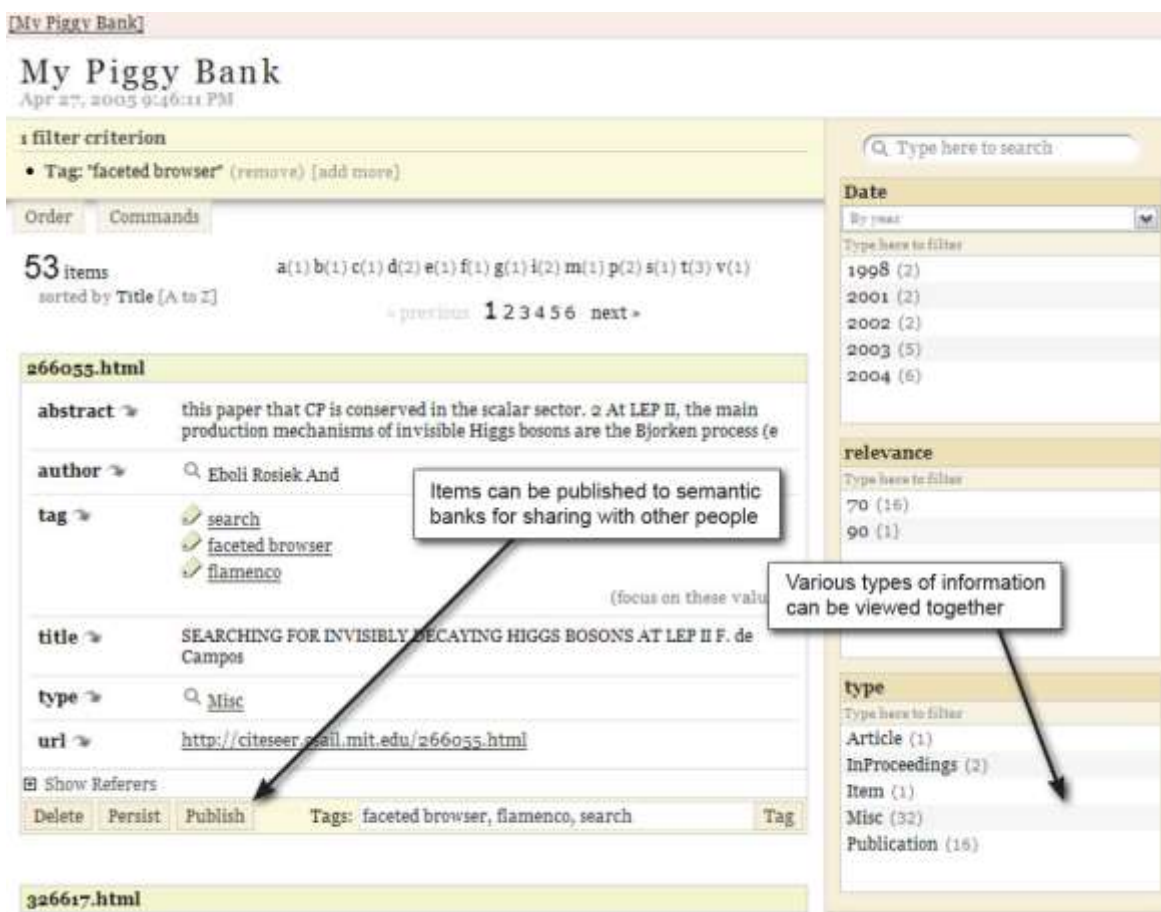 [My Piggy Bank]
My Piggy Bank
Apr 27, 2005 9:46:11 PM
1 filter criterion
• Tag: "faceted browser" (remove) [add more]
Order Commands
53 items
sorted by Title [A to Z]
a(1) b(1) c(1) d(2) e(1) f(1) g(1) i(2) m(1) p(2) s(1) t(3) v(1)
« previous 1 2 3 4 5 6 next »
266055.html
abstract this paper that CP is conserved in the scalar sector. 2 At LEP II, the main
production mechanisms of invisible Higgs bosons are the Bjorken process (e
author Eboli Rosiek And
tag search
faceted browser
flamenco
(focus on these valu
title SEARCHING FOR INVISIBLY DECAYING HIGGS BOSONS AT LEP II F. de
Campos
type Misc
url http://citeseer.csail.mit.edu/266055.html
Show Referers
Delete Persist Publish Tags: faceted browser, flamenco, search Tag
326617.html
Items can be published to semantic
banks for sharing with other people
Type here to search
Date
By year
Type here to filter
1998 (2)
2001 (2)
2002 (2)
2003 (5)
2004 (6)
relevance
Type here to filter
70 (16)
90 (1)
Various types of information
can be viewed together
type
Type here to filter
Article (1)
InProceedings (2)
Item (1)
Misc (32)
Publication (16)